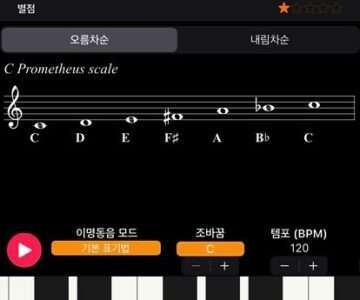 별점
오름차순 내림차순
C Prometheus scale
C D E F♯ A B♭ C
이명동음 모드 조바꿈 템포 (BPM)
기본 표기법 C 120
− + − +